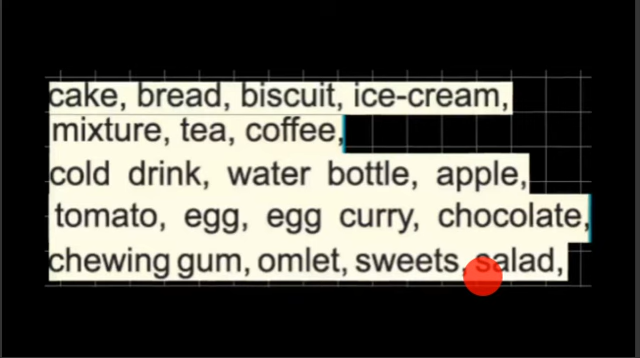 cake, bread, biscuit, ice-cream,
mixture, tea, coffee,
cold drink, water bottle, apple,
tomato, egg, egg curry, chocolate,
chewing gum, omlet, sweets, salad,